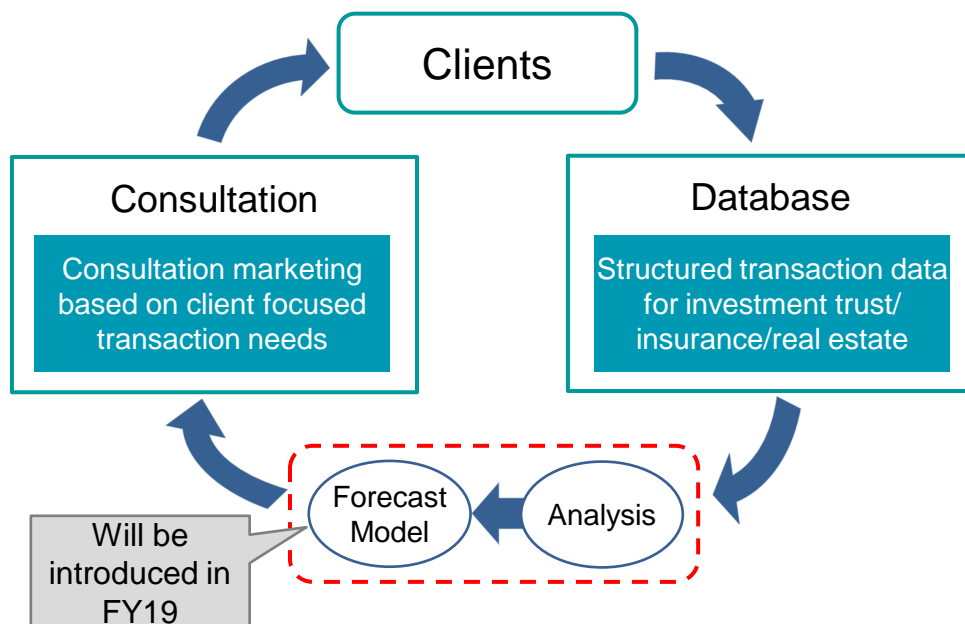 Clients
Consultation
Consultation marketing
based on client focused
transaction needs
Database
Structured transaction data
for investment trust/
insurance/real estate
Forecast
Model
Analysis
Will be
introduced in
FY19